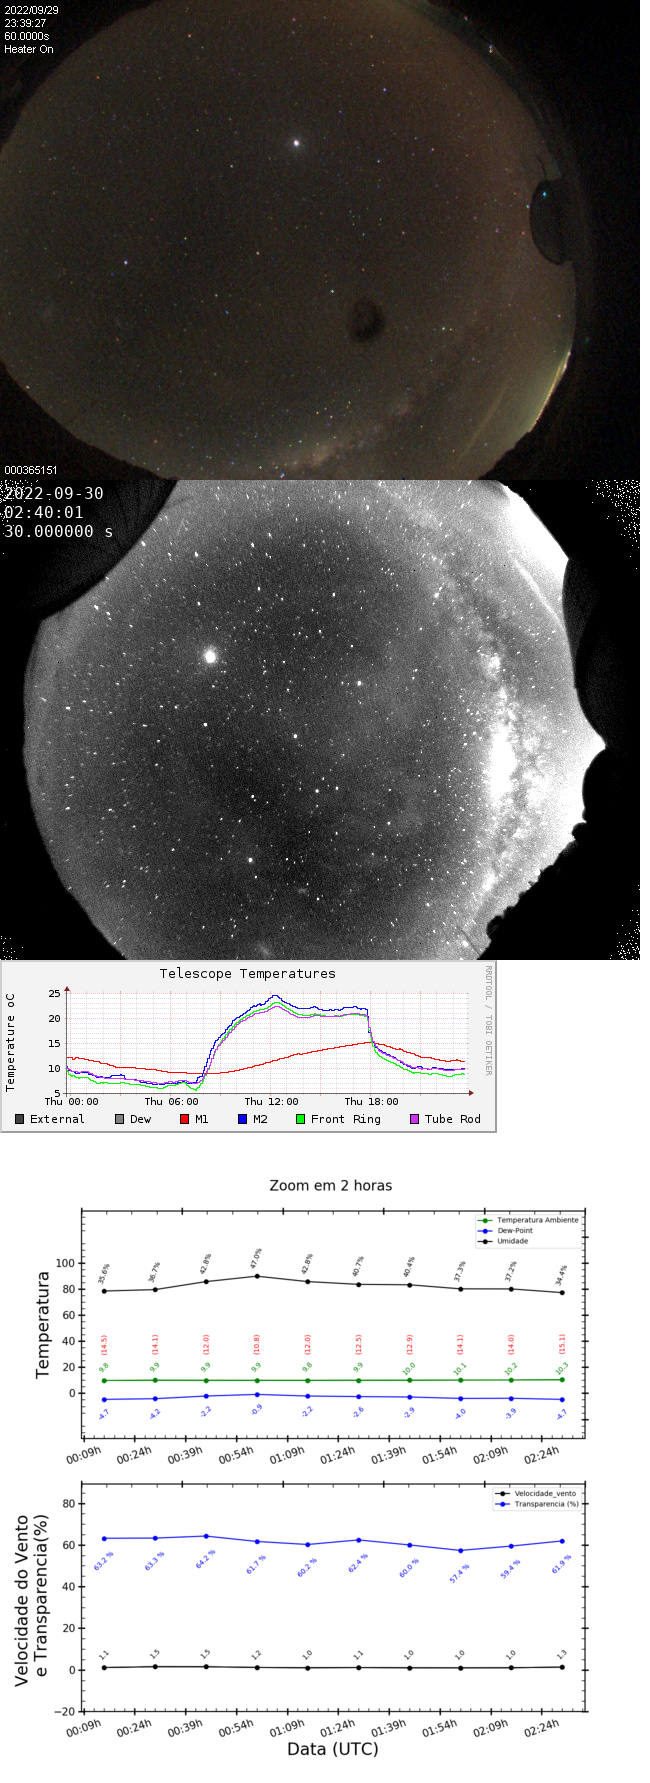 2022/09/29
23:39:27
60.0000s
Heater On
000365151
2022-09-30
02:40:01
30.000000 s
Telescope Temperatures
RRDTOOL / TOBI OETIKER
Temperature oC
25
20
15
10
5
Thu 00:00 Thu 06:00 Thu 12:00 Thu 18:00
External Dew M1 M2 Front Ring Tube Rod
Zoom em 2 horas
Temperatura Ambiente
Dew-Point
Umidade
Temperatura
100
80
60
40
20
0
35.6% 36.7% 42.8% 47.0% 42.8% 40.7% 40.4% 37.3% 37.2% 34.4%
(14.5) (14.1) (12.0) (10.8) (12.0) (12.5) (12.9) (14.1) (14.0) (15.1)
9.8 9.9 9.9 9.9 9.8 9.9 10.0 10.1 10.2 10.3
-4.7 -4.2 -2.2 -0.9 -2.2 -2.6 -2.9 -4.0 -3.9 -4.7
00:09h 00:24h 00:39h 00:54h 01:09h 01:24h 01:39h 01:54h 02:09h 02:24h
Velocidade_vento
Transparencia (%)
Velocidade do Vento
e Transparencia(%)
80
60
40
20
0
−20
63.2 % 63.3 % 64.2 % 61.7 % 60.2 % 62.4 % 60.0 % 57.4 % 59.4 % 61.9 %
1.1 1.5 1.5 1.2 1.0 1.1 1.0 1.0 1.0 1.3
00:09h 00:24h 00:39h 00:54h 01:09h 01:24h 01:39h 01:54h 02:09h 02:24h
Data (UTC)